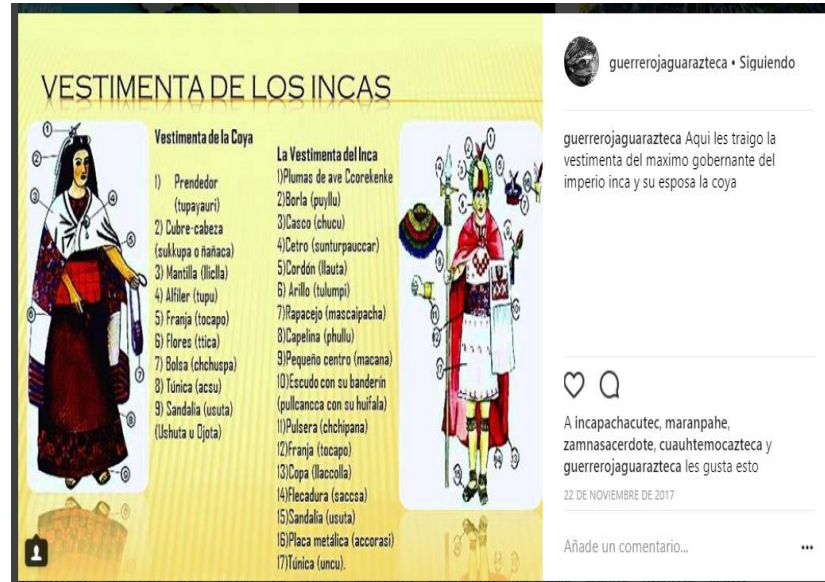 VESTIMENTA DE LOS INCAS
Vestimenta de la Coya
1) Prendedor
(tupayauri)
2) Cubre-cabeza
(sukkupa o ñañaca)
3) Mantilla (lliclla)
4) Alfiler (tupu)
5) Franja (tocapo)
6) Flores (ttica)
7) Bolsa (chchuspa)
8) Túnica (acsu)
9) Sandalia (usuta)
(Ushuta u Ojota)
La Vestimenta del Inca
1)Plumas de ave Ccorekenke
2)Borla (puyllu)
3)Casco (chucu)
4)Cetro (sunturpauccar)
5)Cordón (llauta)
6) Arillo (tulumpi)
7)Rapacejo (mascaipacha)
8)Capelina (phullu)
9)Pequeño centro (macana)
10)Escudo con su banderín
(pullcancca con su huifala)
11)Pulsera (chchipana)
12)Franja (tocapo)
13)Copa (llaccolla)
14)Flecadura (saccsa)
15)Sandalia (usuta)
16)Placa metálica (accorasi)
17)Túnica (uncu).
guerrerojaguarazteca • Siguiendo
guerrerojaguarazteca Aqui les traigo la
vestimenta del maximo gobernante del
imperio inca y su esposa la coya
A incapachacutec, maranpahe,
zamnasacerdote, cuauhtemocazteca y
guerrerojaguarazteca les gusta esto
22 DE NOVIEMBRE DE 2017
Añade un comentario...